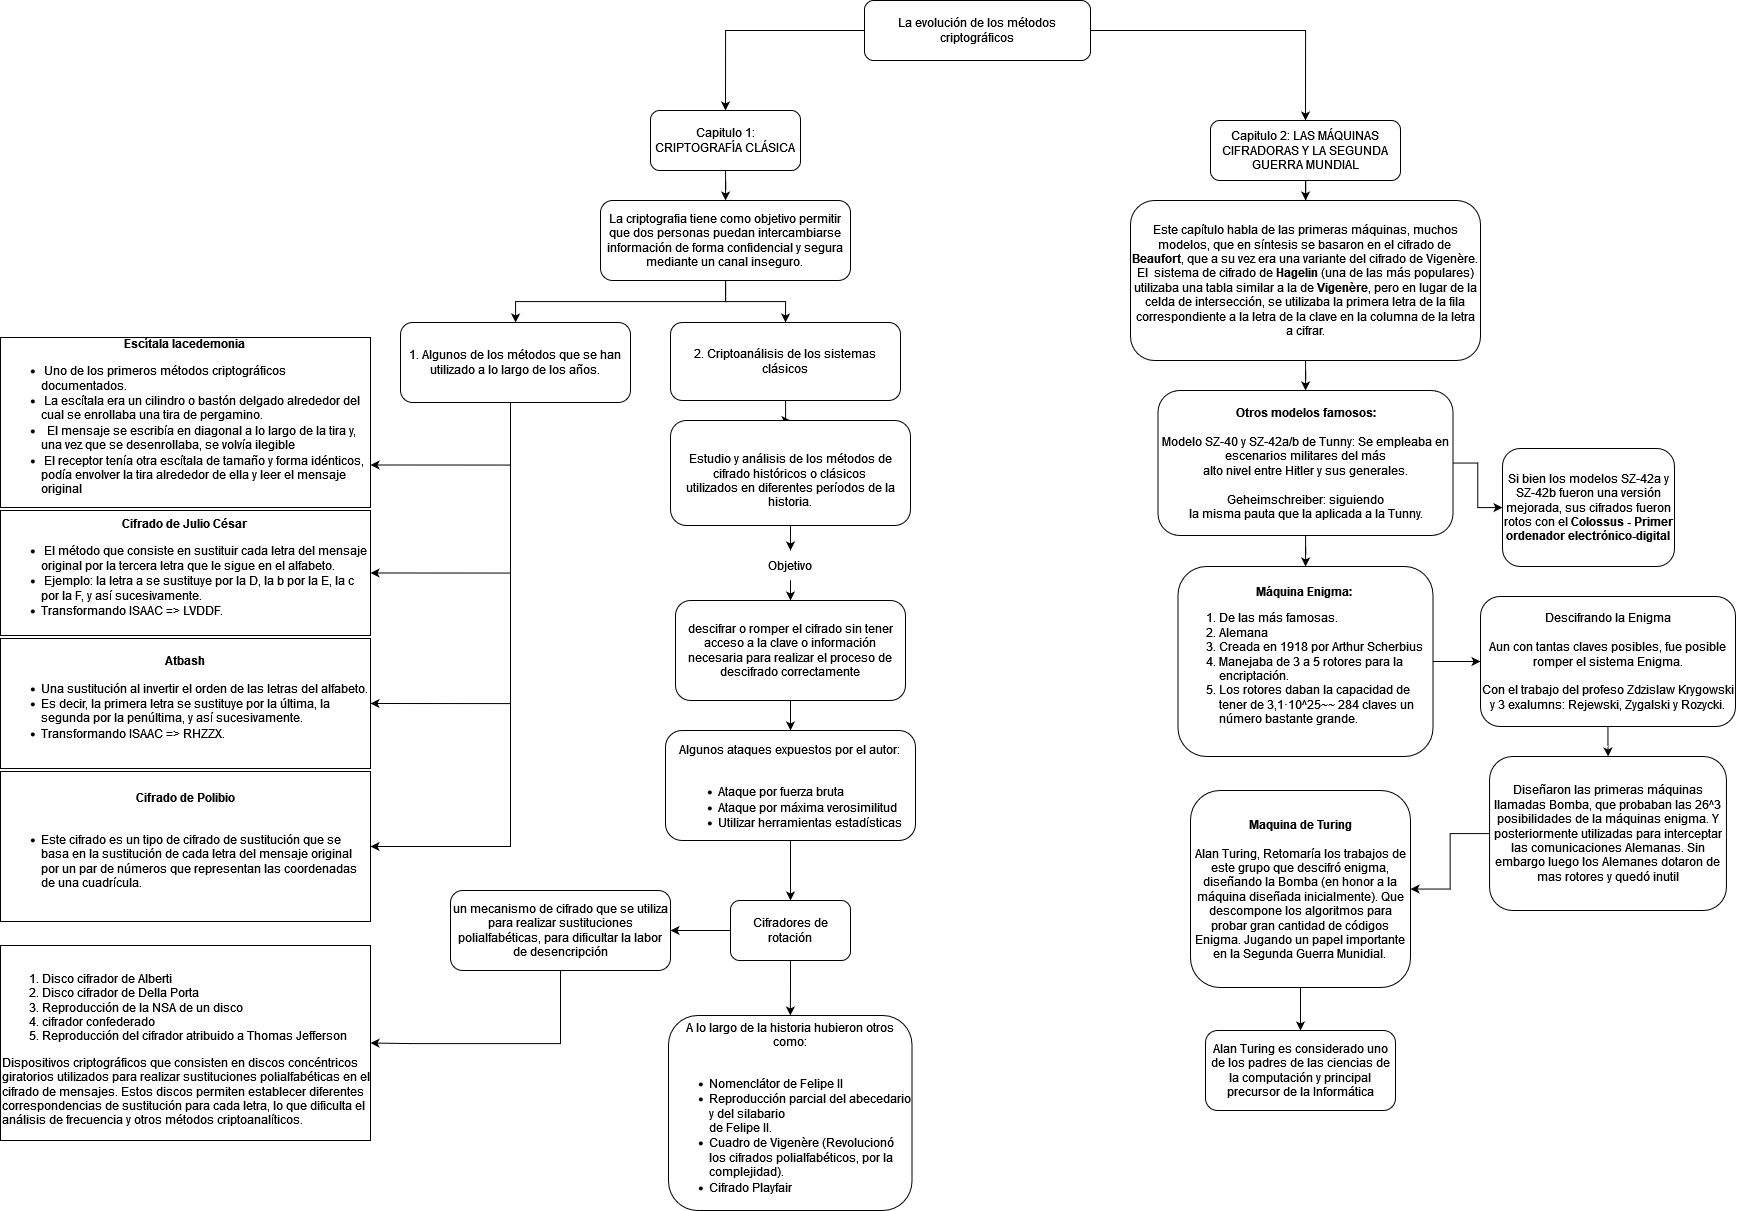 La evolución de los métodos
criptográficos
Capitulo 1:
CRIPTOGRAFÍA CLÁSICA
La criptografia tiene como objetivo permitir
que dos personas puedan intercambiarse
información de forma confidencial y segura
mediante un canal inseguro.
1. Algunos de los métodos que se han
utilizado a lo largo de los años.
Escítala lacedemonia
• Uno de los primeros métodos criptográficos
documentados.
• La escítala era un cilindro o bastón delgado alrededor del
cual se enrollaba una tira de pergamino.
• El mensaje se escribía en diagonal a lo largo de la tira y,
una vez que se desenrollaba, se volvía ilegible
• El receptor tenía otra escítala de tamaño y forma idénticos,
podía envolver la tira alrededor de ella y leer el mensaje
original
Cifrado de Julio César
• El método que consiste en sustituir cada letra del mensaje
original por la tercera letra que le sigue en el alfabeto.
• Ejemplo: la letra a se sustituye por la D, la b por la E, la c
por la F, y así sucesivamente.
• Transformando ISAAC => LVDDF.
Atbash
• Una sustitución al invertir el orden de las letras del alfabeto.
• Es decir, la primera letra se sustituye por la última, la
segunda por la penúltima, y así sucesivamente.
• Transformando ISAAC => RHZZX.
Cifrado de Polibio
• Este cifrado es un tipo de cifrado de sustitución que se
basa en la sustitución de cada letra del mensaje original
por un par de números que representan las coordenadas
de una cuadrícula.
2. Criptoanálisis de los sistemas
clásicos
Estudio y análisis de los métodos de
cifrado históricos o clásicos
utilizados en diferentes períodos de la
historia.
Objetivo
descifrar o romper el cifrado sin tener
acceso a la clave o información
necesaria para realizar el proceso de
descifrado correctamente
Algunos ataques expuestos por el autor:
• Ataque por fuerza bruta
• Ataque por máxima verosimilitud
• Utilizar herramientas estadísticas
Cifradores de
rotación
un mecanismo de cifrado que se utiliza
para realizar sustituciones
polialfabéticas, para dificultar la labor
de desencripción
1. Disco cifrador de Alberti
2. Disco cifrador de Della Porta
3. Reproducción de la NSA de un disco
4. cifrador confederado
5. Reproducción del cifrador atribuido a Thomas Jefferson
Dispositivos criptográficos que consisten en discos concéntricos
giratorios utilizados para realizar sustituciones polialfabéticas en el
cifrado de mensajes. Estos discos permiten establecer diferentes
correspondencias de sustitución para cada letra, lo que dificulta el
análisis de frecuencia y otros métodos criptoanalíticos.
A lo largo de la historia hubieron otros
como:
• Nomenclátor de Felipe II
• Reproducción parcial del abecedario
y del silabario
de Felipe II.
• Cuadro de Vigenère (Revolucionó
los cifrados polialfabéticos, por la
complejidad).
• Cifrado Playfair
Capitulo 2: LAS MÁQUINAS
CIFRADORAS Y LA SEGUNDA
GUERRA MUNDIAL
Este capítulo habla de las primeras máquinas, muchos
modelos, que en síntesis se basaron en el cifrado de
Beaufort, que a su vez era una variante del cifrado de Vigenère.
El sistema de cifrado de Hagelin (una de las más populares)
utilizaba una tabla similar a la de Vigenère, pero en lugar de la
celda de intersección, se utilizaba la primera letra de la fila
correspondiente a la letra de la clave en la columna de la letra
a cifrar.
Otros modelos famosos:
Modelo SZ-40 y SZ-42a/b de Tunny: Se empleaba en
escenarios militares del más
alto nivel entre Hitler y sus generales.
Geheimschreiber: siguiendo
la misma pauta que la aplicada a la Tunny.
Si bien los modelos SZ-42a y
SZ-42b fueron una versión
mejorada, sus cifrados fueron
rotos con el Colossus - Primer
ordenador electrónico-digital
Máquina Enigma:
1. De las más famosas.
2. Alemana
3. Creada en 1918 por Arthur Scherbius
4. Manejaba de 3 a 5 rotores para la
encriptación.
5. Los rotores daban la capacidad de
tener de 3,1·10^25~~ 284 claves un
número bastante grande.
Descifrando la Enigma
Aun con tantas claves posibles, fue posible
romper el sistema Enigma.
Con el trabajo del profeso Zdzislaw Krygowski
y 3 exalumns: Rejewski, Zygalski y Rozycki.
Diseñaron las primeras máquinas
llamadas Bomba, que probaban las 26^3
posibilidades de la máquinas enigma. Y
posteriormente utilizadas para interceptar
las comunicaciones Alemanas. Sin
embargo luego los Alemanes dotaron de
mas rotores y quedó inutil
Maquina de Turing
Alan Turing, Retomaría los trabajos de
este grupo que descifró enigma,
diseñando la Bomba (en honor a la
máquina diseñada inicialmente). Que
descompone los algoritmos para
probar gran cantidad de códigos
Enigma. Jugando un papel importante
en la Segunda Guerra Munidial.
Alan Turing es considerado uno
de los padres de las ciencias de
la computación y principal
precursor de la Informática